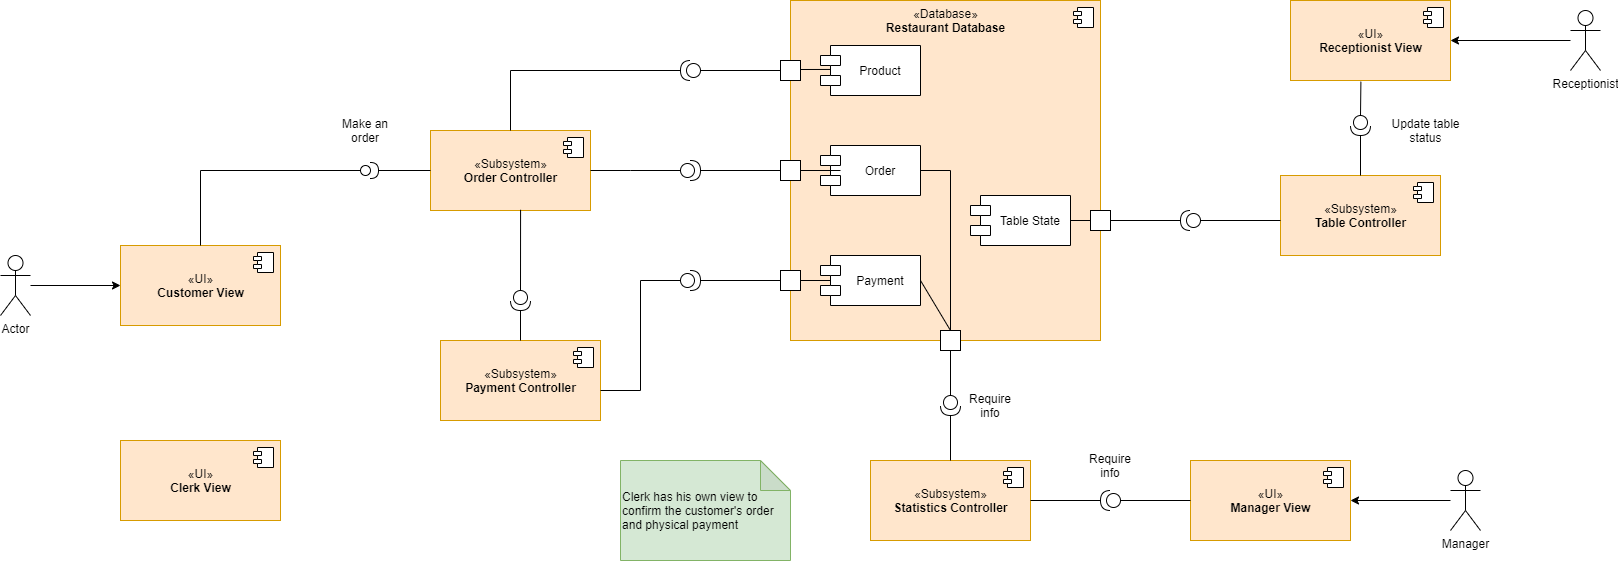 «Database»
Restaurant Database
Product
Order
Table State
Payment
«UI»
Receptionist View
Receptionist
Update table
status
«Subsystem»
Table Controller
Make an
order
«Subsystem»
Order Controller
«UI»
Customer View
Actor
«Subsystem»
Payment Controller
«UI»
Clerk View
Clerk has his own view to
confirm the customer's order
and physical payment
Require
info
«Subsystem»
Statistics Controller
Require
info
«UI»
Manager View
Manager